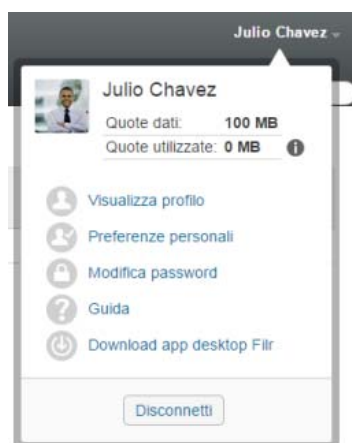 Julio Chavez
Julio Chavez
Quote dati: 100 MB
Quote utilizzate: 0 MB
Visualizza profilo
Preferenze personali
Modifica password
Guida
Download app desktop Filr
Disconnetti